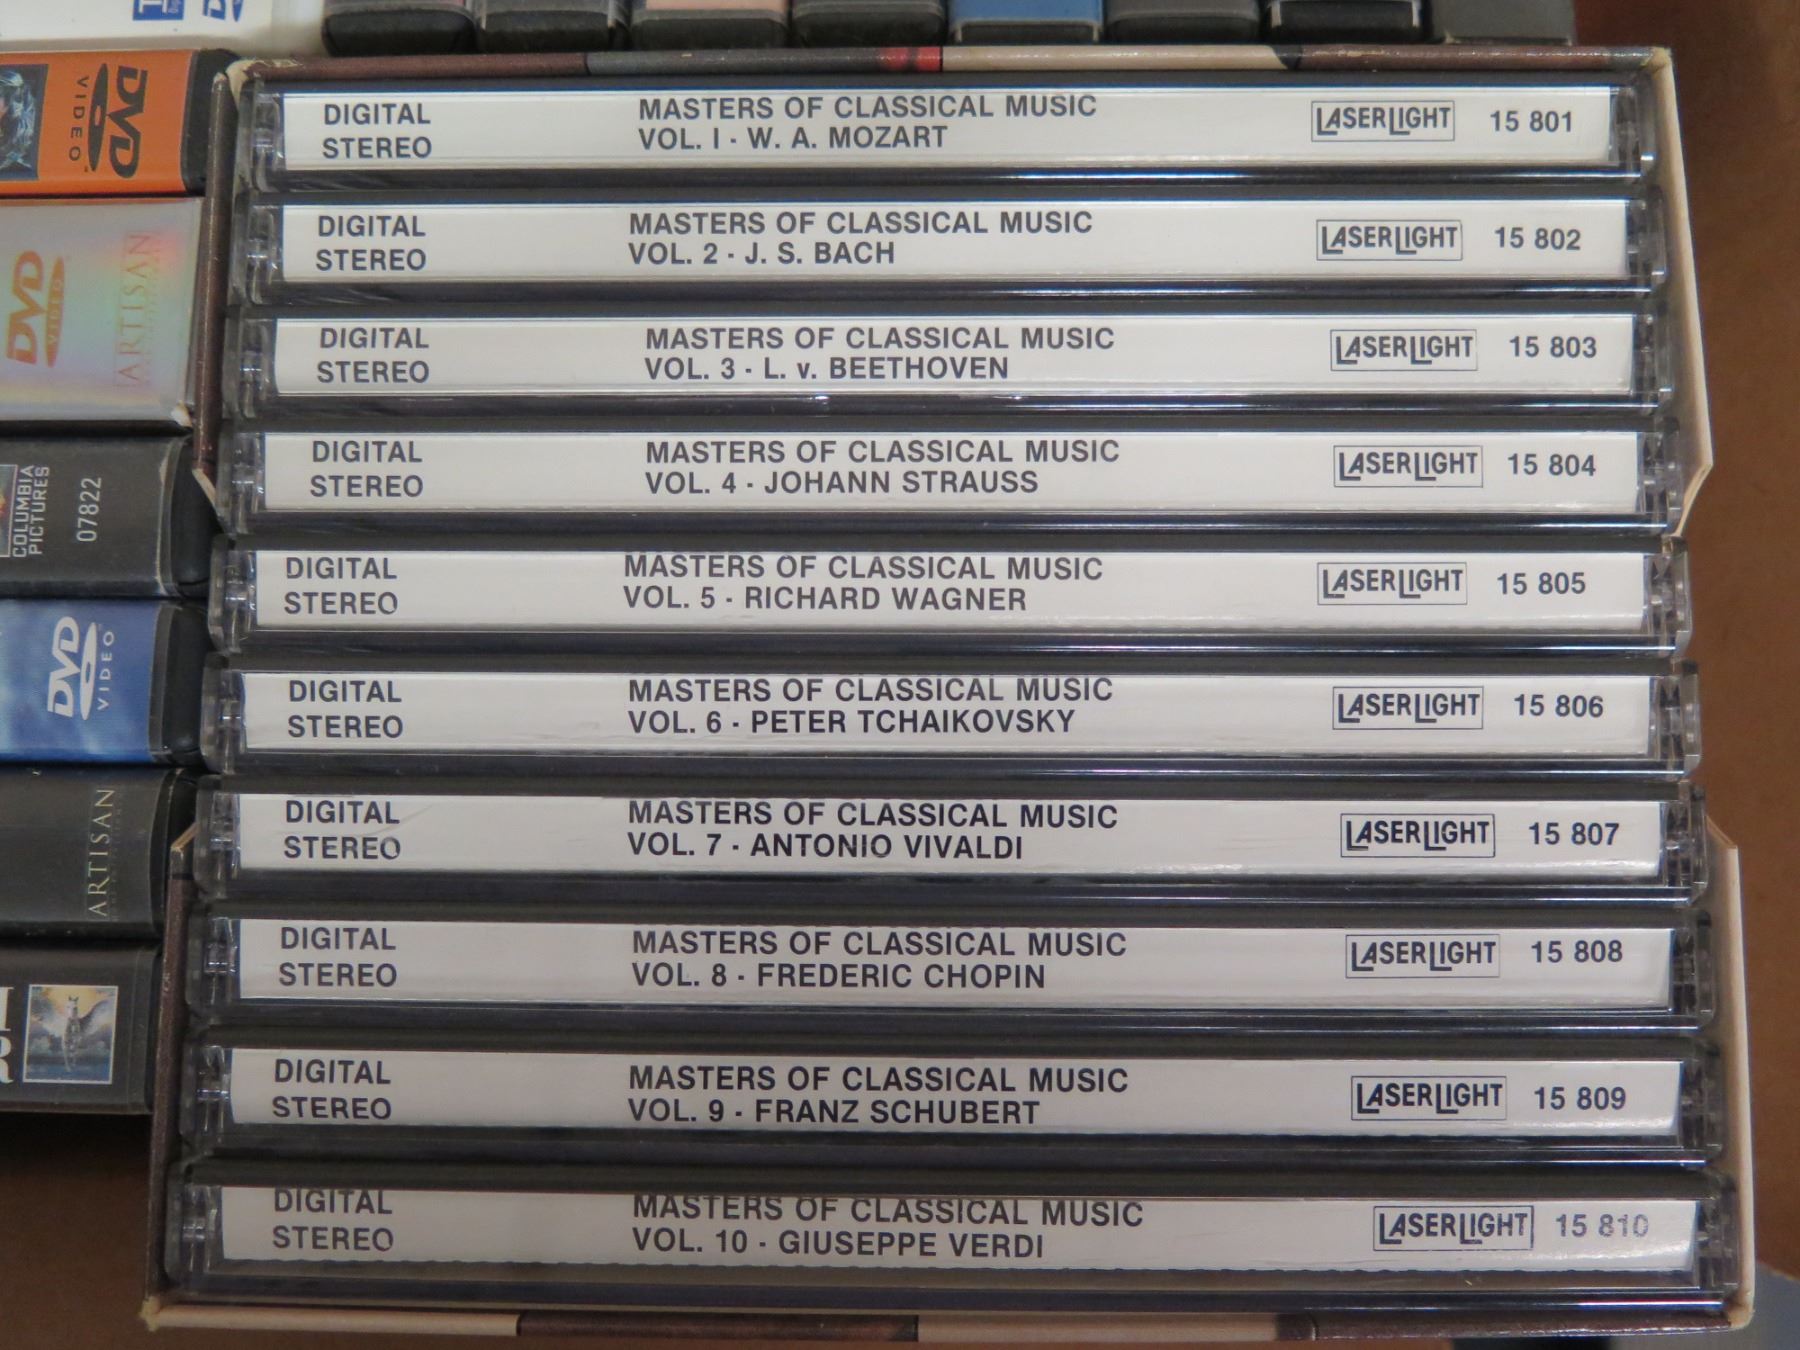 DIGITAL
STEREO
MASTERS OF CLASSICAL MUSIC
VOL. I - W. A. MOZART
LASERLIGHT
15 801
DIGITAL
STEREO
MASTERS OF CLASSICAL MUSIC
VOL. 2 - J. S. BACH
LASERLIGHT
15 802
DIGITAL
STEREO
MASTERS OF CLASSICAL MUSIC
VOL. 3 - L. v. BEETHOVEN
LASERLIGHT
15 803
DIGITAL
STEREO
MASTERS OF CLASSICAL MUSIC
VOL. 4 - JOHANN STRAUSS
LASERLIGHT
15 804
DIGITAL
STEREO
MASTERS OF CLASSICAL MUSIC
VOL. 5 - RICHARD WAGNER
LASERLIGHT
15 805
DIGITAL
STEREO
MASTERS OF CLASSICAL MUSIC
VOL. 6 - PETER TCHAIKOVSKY
LASERLIGHT
15 806
DIGITAL
STEREO
MASTERS OF CLASSICAL MUSIC
VOL. 7 - ANTONIO VIVALDI
LASERLIGHT
15 807
DIGITAL
STEREO
MASTERS OF CLASSICAL MUSIC
VOL. 8 - FREDERIC CHOPIN
LASERLIGHT
15 808
DIGITAL
STEREO
MASTERS OF CLASSICAL MUSIC
VOL. 9 - FRANZ SCHUBERT
LASERLIGHT
15 809
DIGITAL
STEREO
MASTERS OF CLASSICAL MUSIC
VOL. 10 - GIUSEPPE VERDI
LASERLIGHT
15 810
DVD
VIDEO
DVD
VIDEO
ARTISAN
COLUMBIA
PICTURES
07822
DVD
VIDEO
ARTISAN